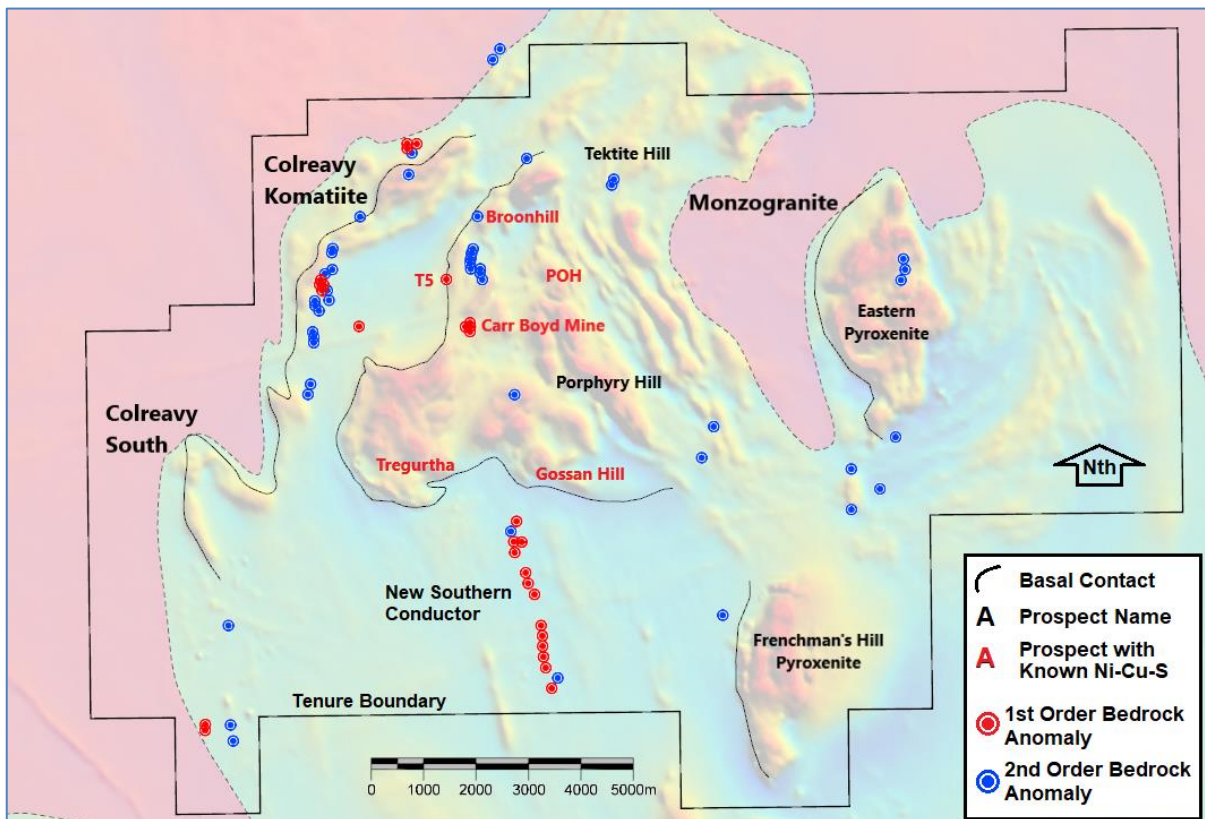 Tektite Hill
Colreavy
Komatiite
Monzogranite
Broonhill
T5
POH
Eastern
Pyroxenite
Carr Boyd Mine
Porphyry Hill
Colreavy
South
Tregurtha
Gossan Hill
Nth
New Southern
Conductor
Frenchman's Hill
Pyroxenite
Tenure Boundary
0 1000 2000 3000 4000 5000m
Basal Contact
A Prospect Name
A Prospect with
Known Ni-Cu-S
1st Order Bedrock
Anomaly
2nd Order Bedrock
Anomaly